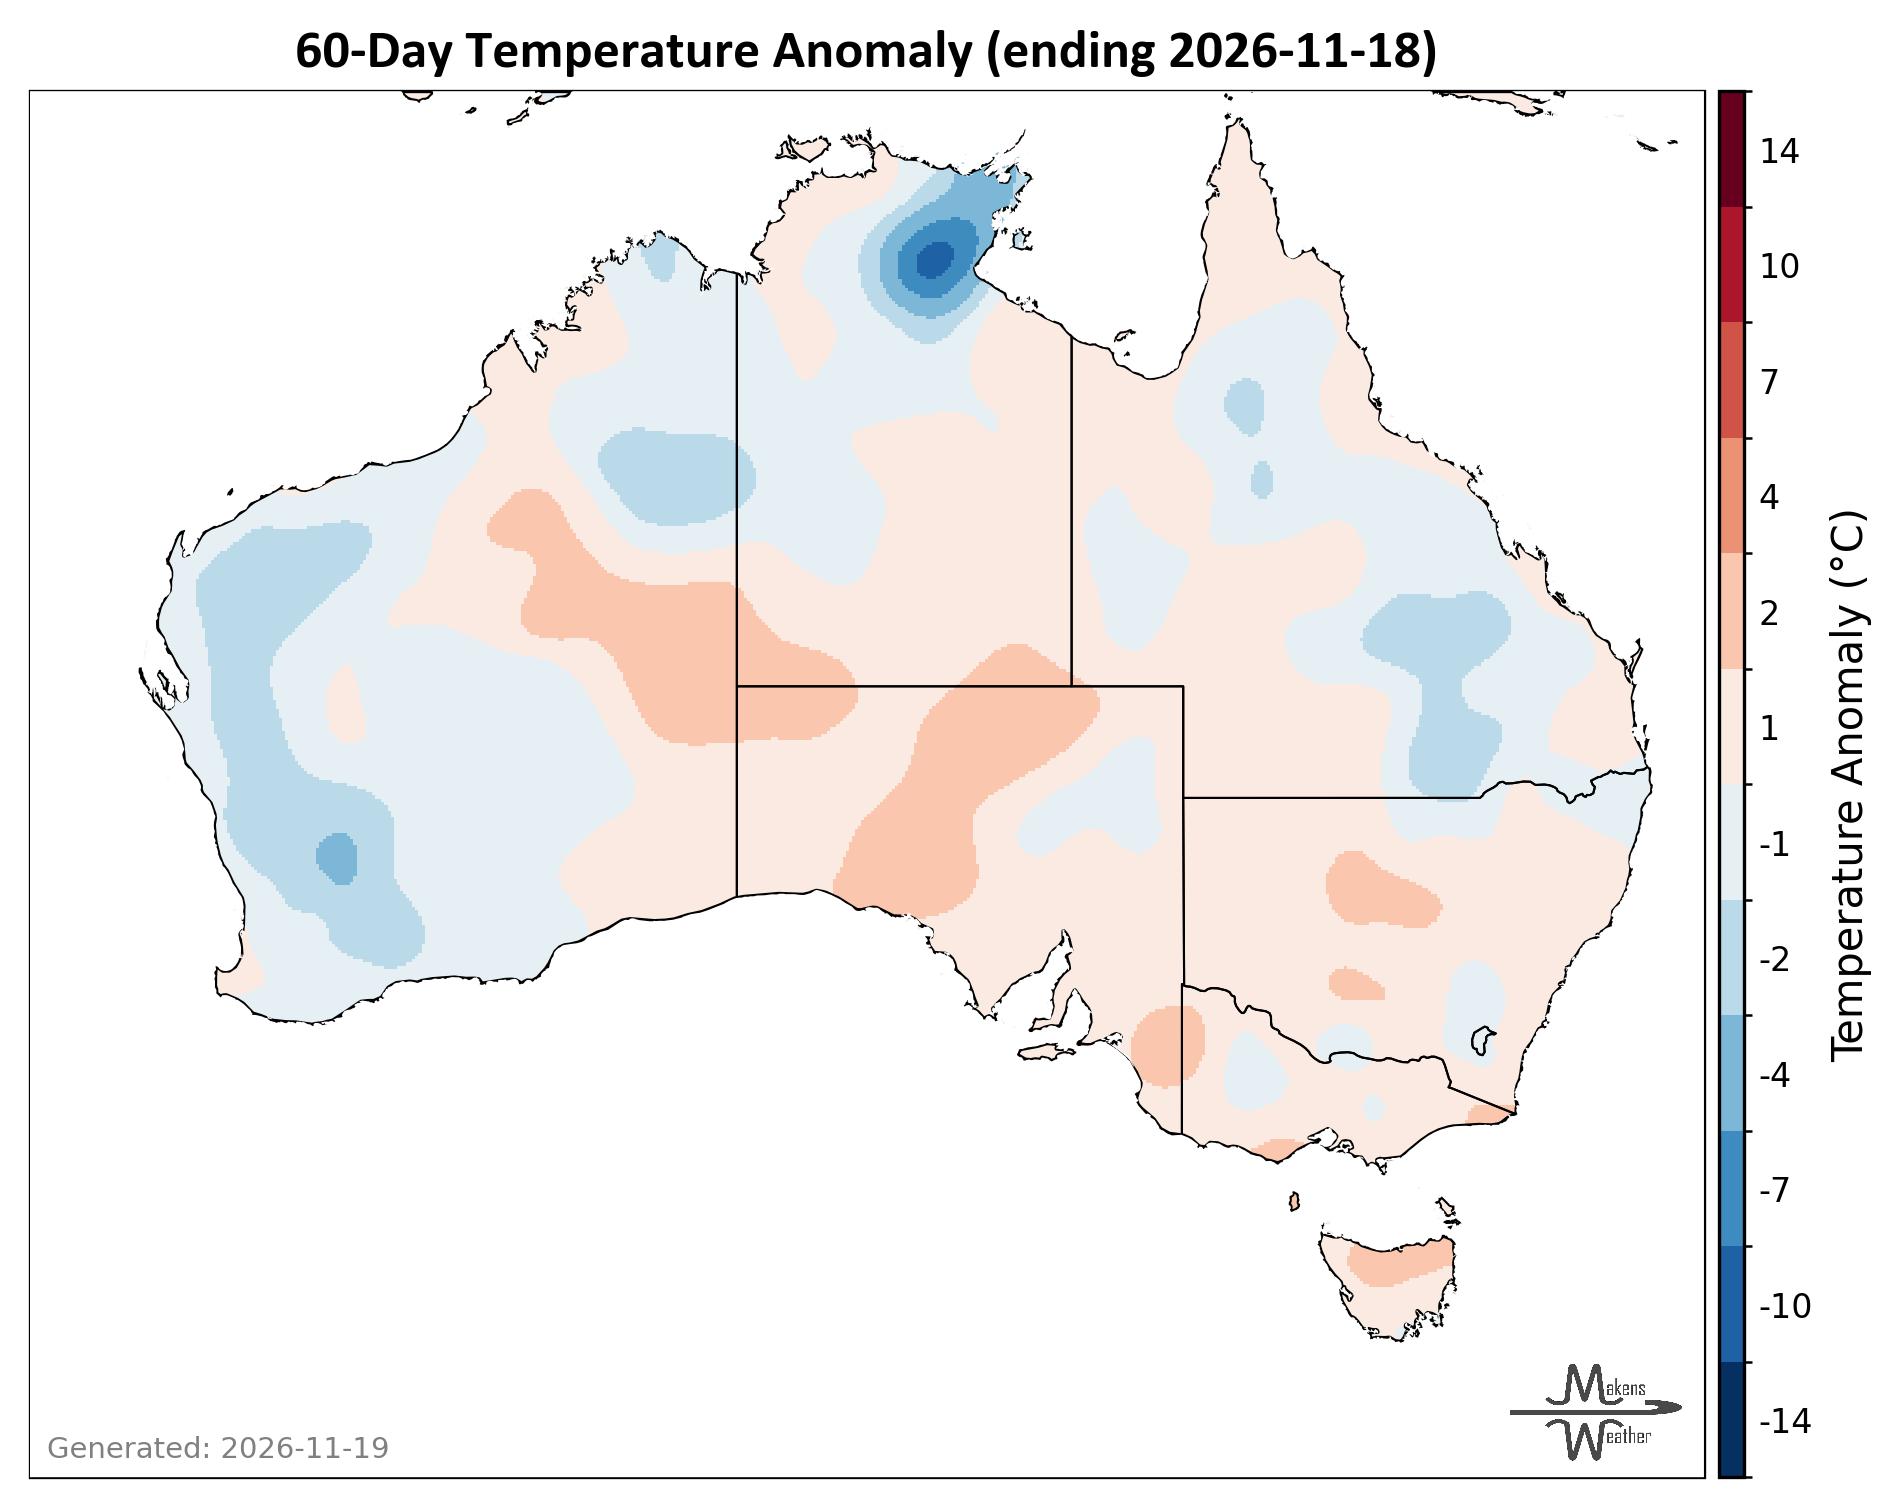 60-Day Temperature Anomaly (ending 2026-11-18)
14
10
7
4
2
1
-1
-2
-4
-7
-10
-14
Temperature Anomaly (°C)
Makens
Weather
Generated: 2026-11-19